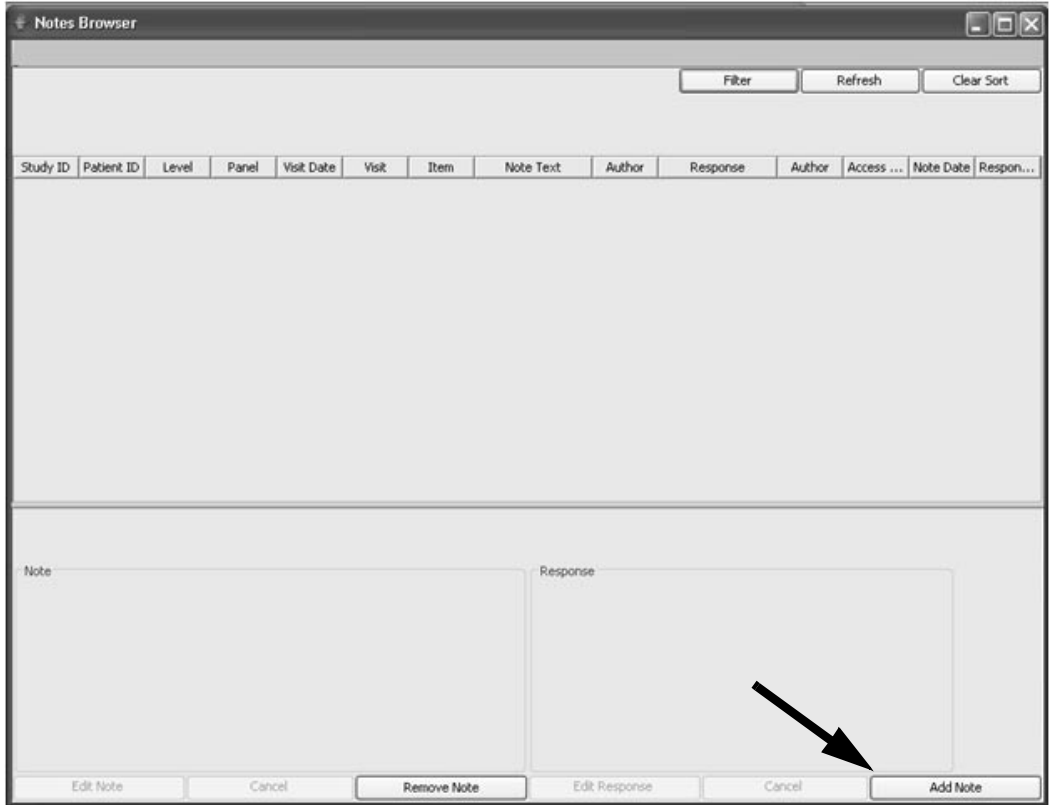 Notes Browser
Filter Refresh Clear Sort
Study ID Patient ID Level Panel Visit Date Visit Item Note Text Author Response Author Access ... Note Date Respon...
Note Response
Edit Note Cancel Remove Note Edit Response Cancel Add Note